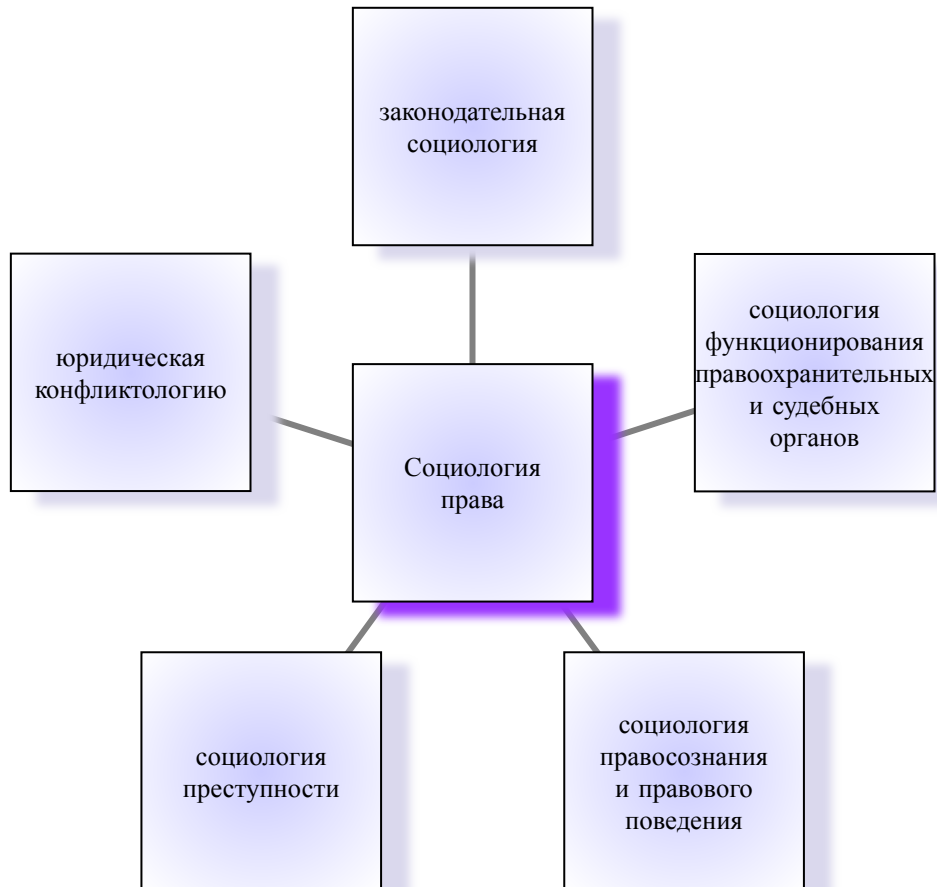 законодательная
социология
юридическая
конфликтологию
социология
функционирования
правоохранительных
и судебных
органов
Социология
права
социология
преступности
социология
правосознания
и правового
поведения